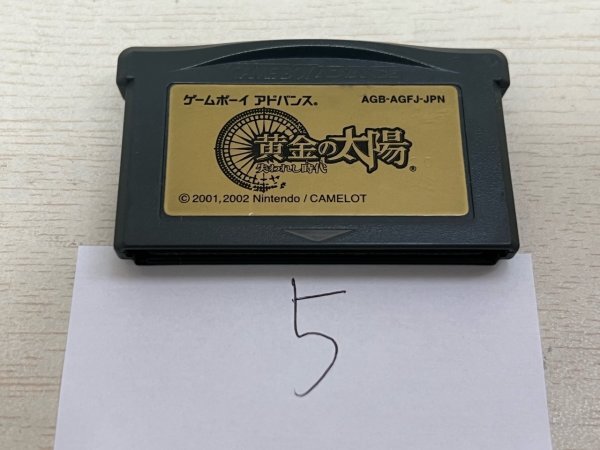 ゲームボーイ アドバンス® AGB-AGFJ-JPN
黄金の太陽®
失われし時代
© 2001,2002 Nintendo / CAMELOT
5